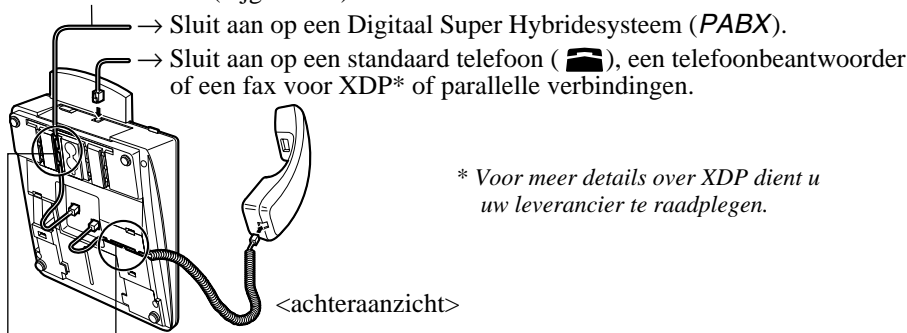 → Sluit aan op een Digitaal Super Hybridesysteem (PABX).
→ Sluit aan op een standaard telefoon ( ☎ ), een telefoonbeantwoorder
of een fax voor XDP* of parallelle verbindingen.
* Voor meer details over XDP dient u
uw leverancier te raadplegen.
<achteraanzicht>